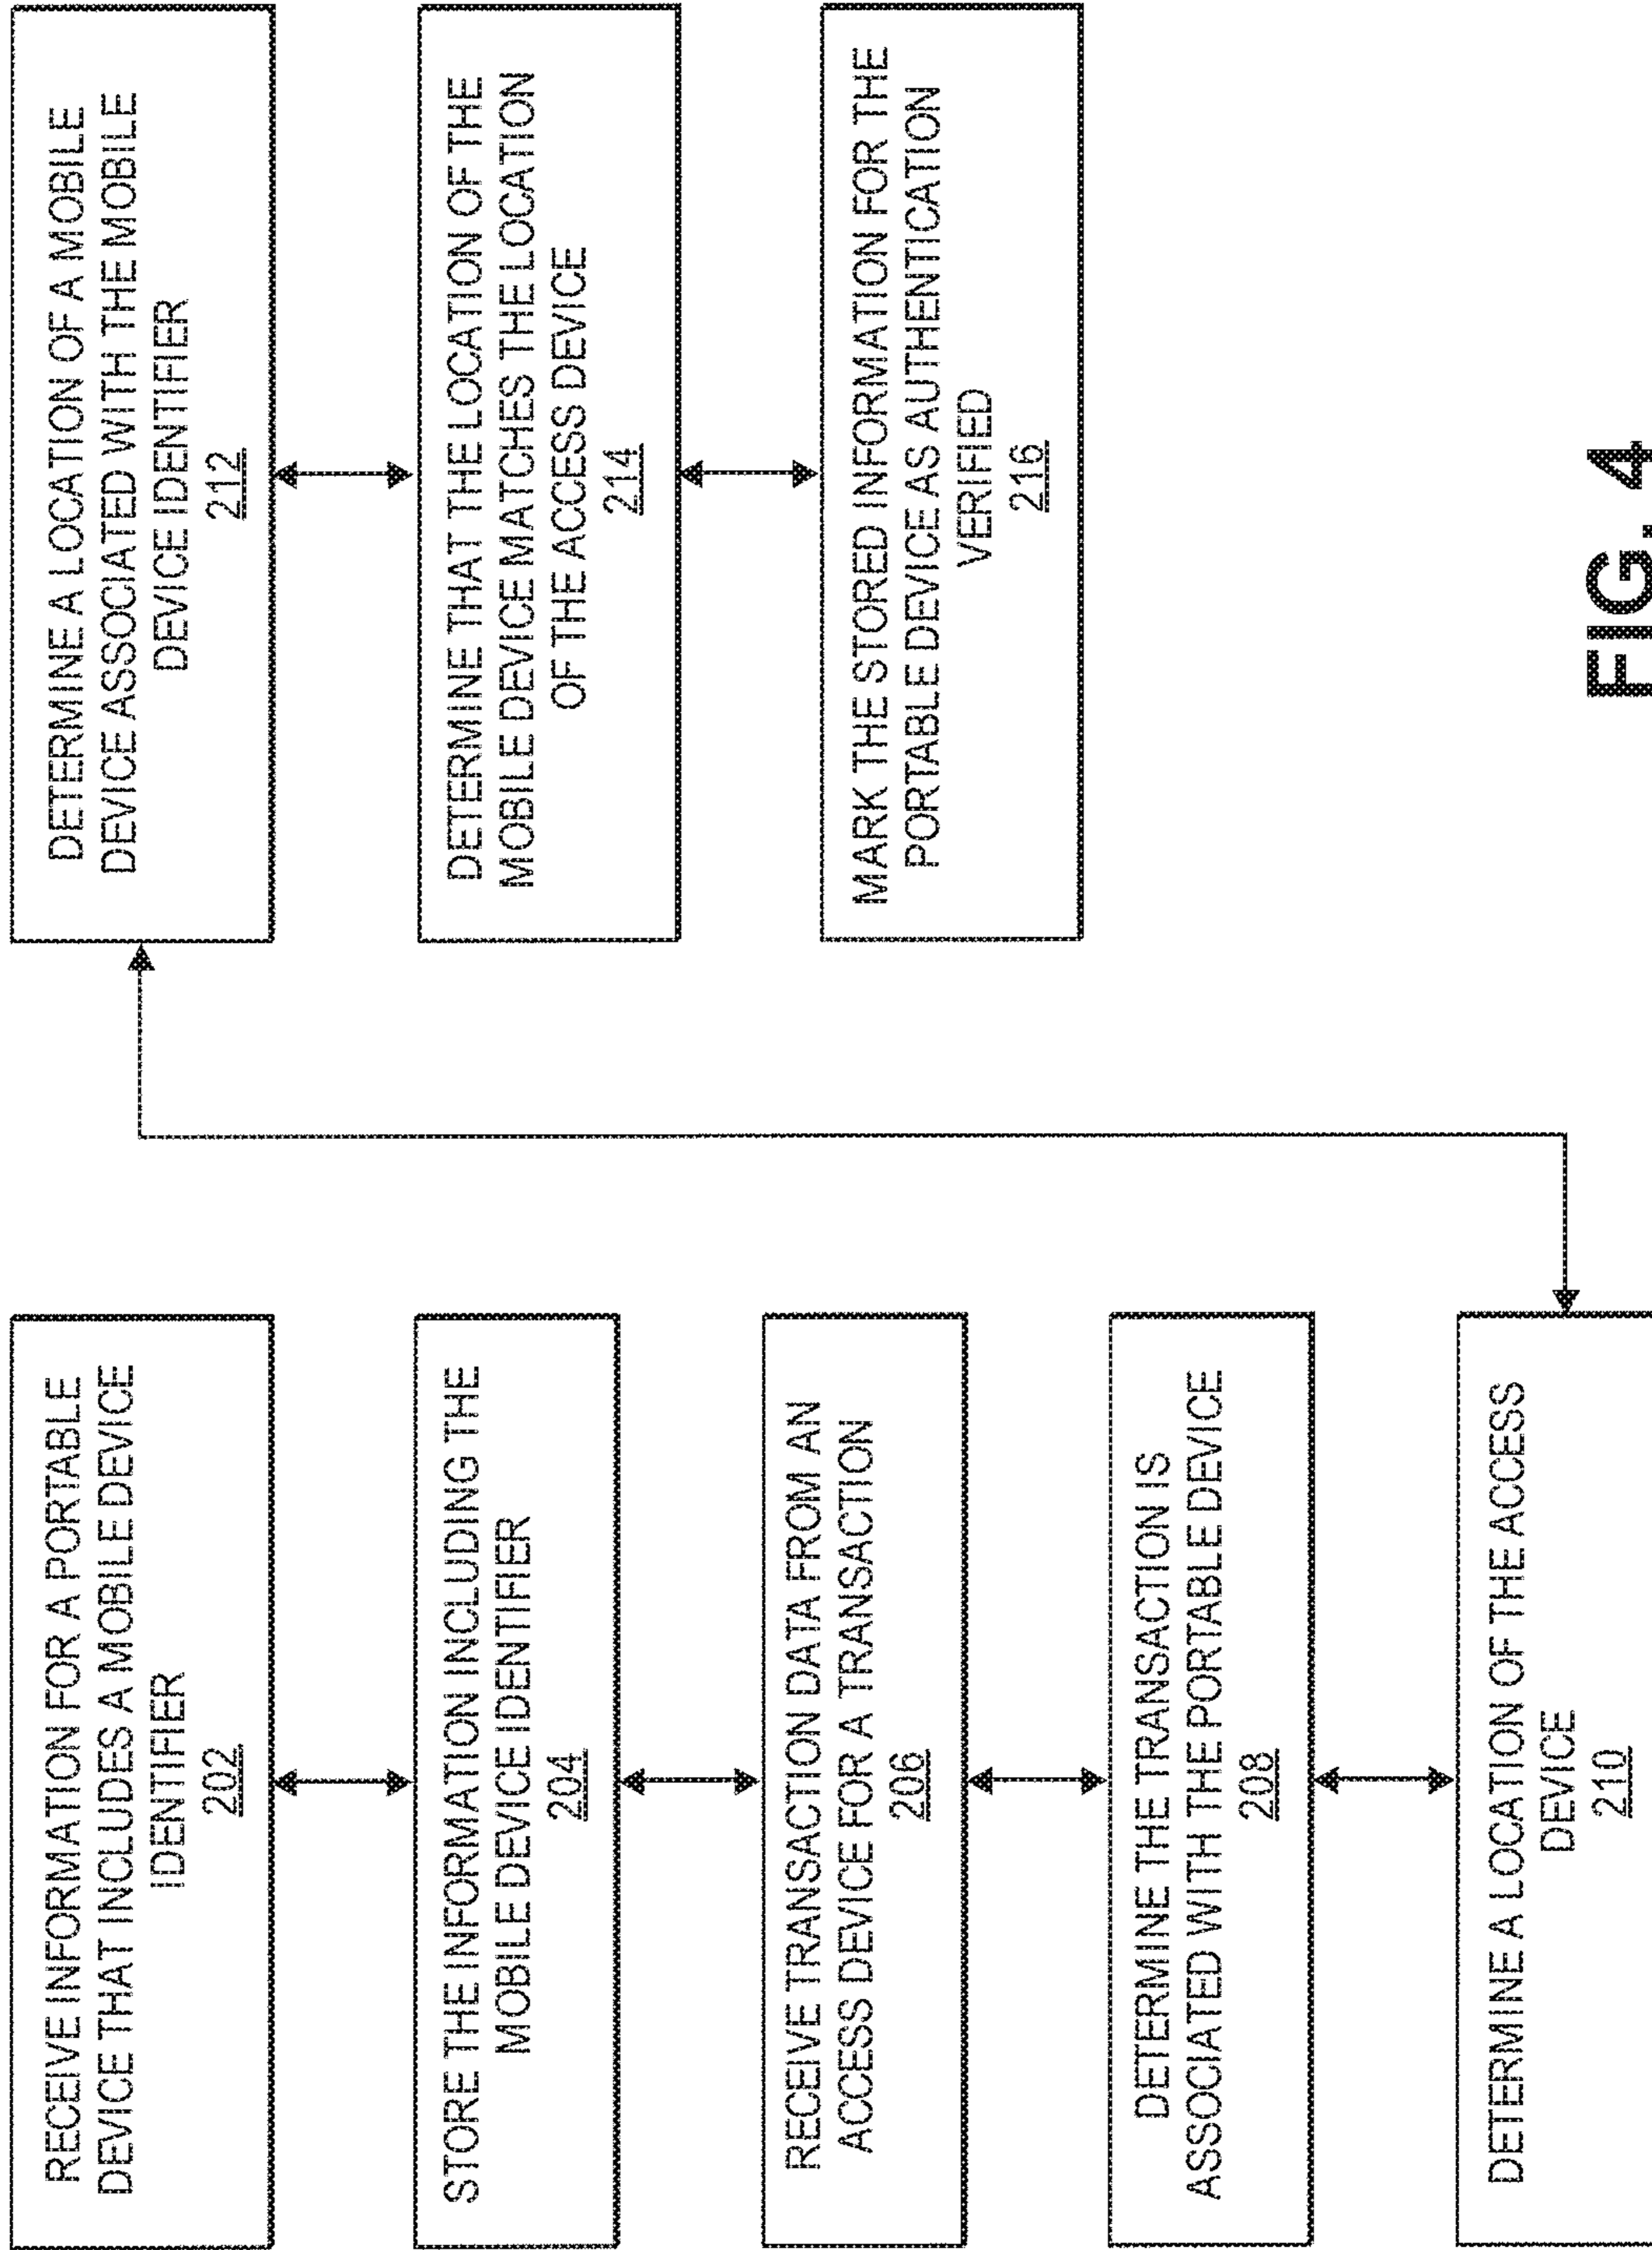 RECEIVE INFORMATION FOR A PORTABLE
DEVICE THAT INCLUDES A MOBILE DEVICE
IDENTIFIER
202
STORE THE INFORMATION INCLUDING THE
MOBILE DEVICE IDENTIFIER
204
RECEIVE TRANSACTION DATA FROM AN
ACCESS DEVICE FOR A TRANSACTION
206
DETERMINE THE TRANSACTION IS
ASSOCIATED WITH THE PORTABLE DEVICE
208
DETERMINE A LOCATION OF THE ACCESS
DEVICE
210
DETERMINE A LOCATION OF A MOBILE
DEVICE ASSOCIATED WITH THE MOBILE
DEVICE IDENTIFIER
212
DETERMINE THAT THE LOCATION OF THE
MOBILE DEVICE MATCHES THE LOCATION
OF THE ACCESS DEVICE
214
MARK THE STORED INFORMATION FOR THE
PORTABLE DEVICE AS AUTHENTICATION
VERIFIED
216
FIG. 4